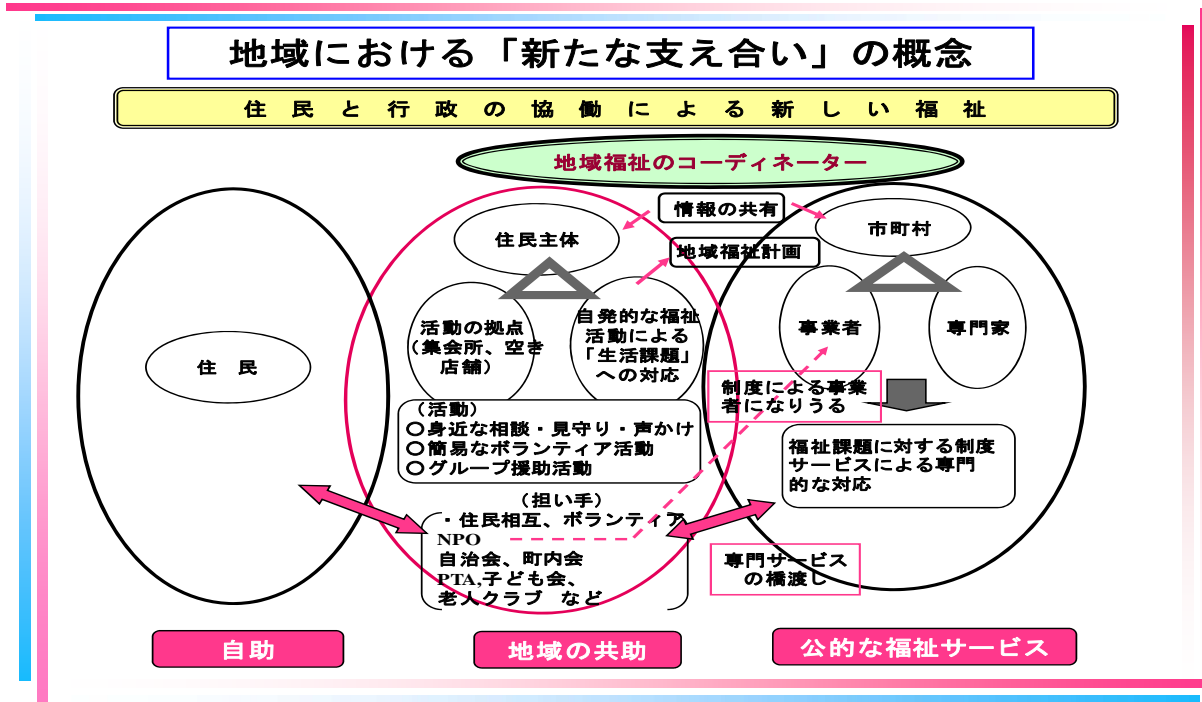 地域における「新たな支え合い」の概念
住民と行政の協働による新しい福祉
地域福祉のコーディネーター
情報の共有
住民主体
市町村
地域福祉計画
活動の拠点
（集会所、空き
店舗）
自発的な福祉
活動による
「生活課題」
への対応
事業者
専門家
住　民
制度による事業
者になりうる
（活動）
○身近な相談・見守り・声かけ
○簡易なボランティア活動
○グループ援助活動
福祉課題に対する制度
サービスによる専門
的な対応
（担い手）
・住民相互、ボランティア
NPO
自治会、町内会
PTA,子ども会、
老人クラブ　など
専門サービス
の橋渡し
自助
地域の共助
公的な福祉サービス